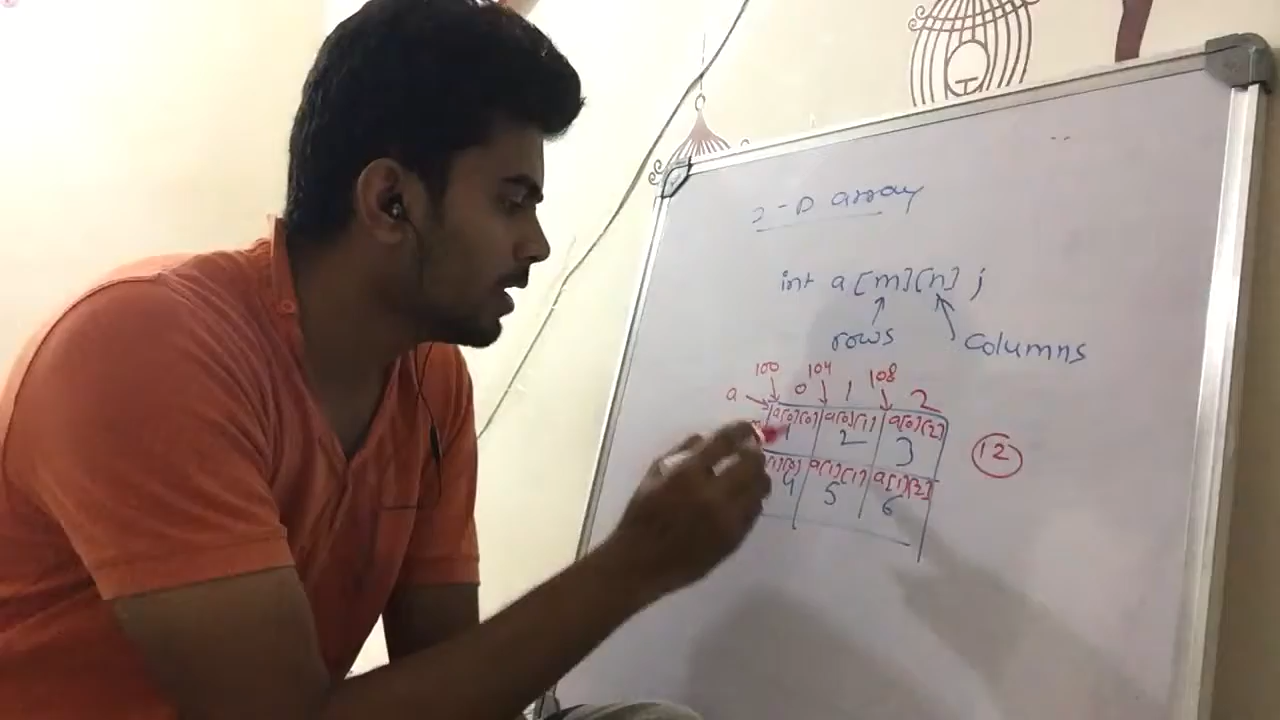 2-D array
int a[m][n];
rows
columns
100 104 108
a 0 1 2
a[0][0] a[0][1] a[0][2]
1 2 3
12
a[1][1] a[1][2]
4 5 6